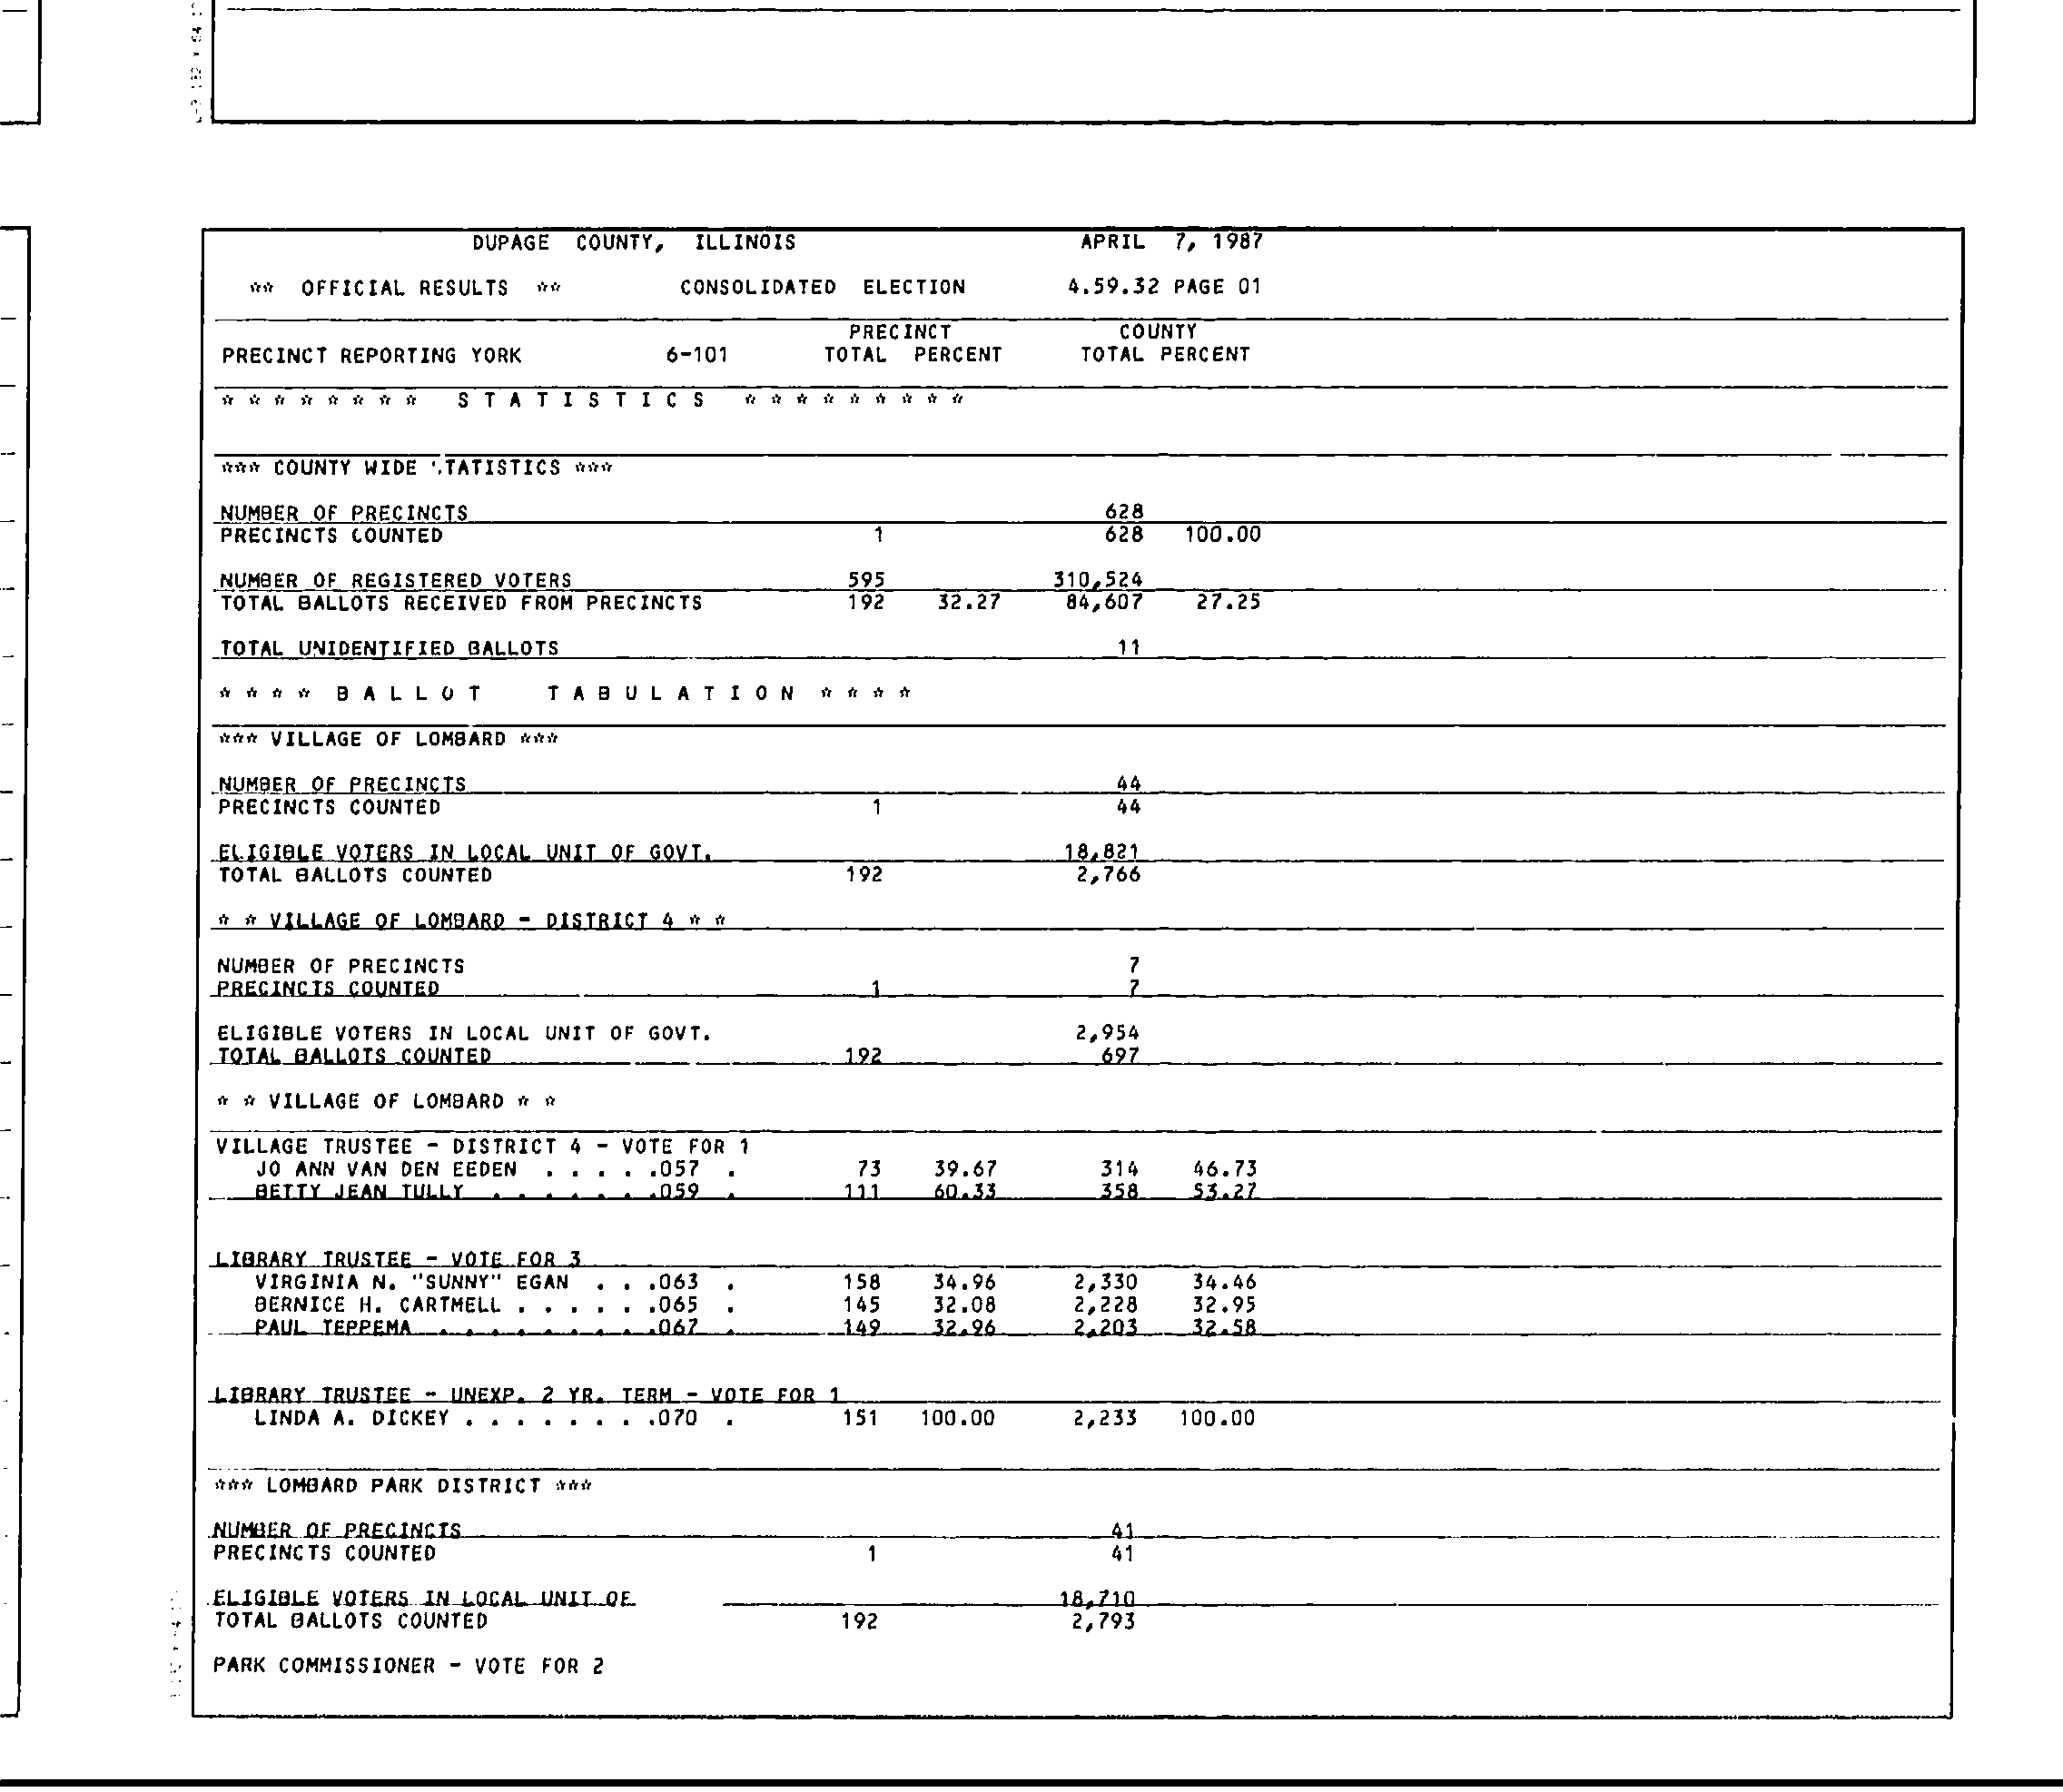 DUPAGE COUNTY, ILLINOIS APRIL 7, 1987
** OFFICIAL RESULTS ** CONSOLIDATED ELECTION 4.59.32 PAGE 01
PRECINCT COUNTY
PRECINCT REPORTING YORK 6-101 TOTAL PERCENT TOTAL PERCENT
* * * * * * * * S T A T I S T I C S * * * * * * * * *
*** COUNTY WIDE TATISTICS ***
NUMBER OF PRECINCTS 628
PRECINCTS COUNTED 1 628 100.00
NUMBER OF REGISTERED VOTERS 595 310,524
TOTAL BALLOTS RECEIVED FROM PRECINCTS 192 32.27 84,607 27.25
TOTAL UNIDENTIFIED BALLOTS 11
* * * * B A L L O T T A B U L A T I O N * * * *
*** VILLAGE OF LOMBARD ***
NUMBER OF PRECINCTS 44
PRECINCTS COUNTED 1 44
ELIGIBLE VOTERS IN LOCAL UNIT OF GOVT. 18,821
TOTAL BALLOTS COUNTED 192 2,766
* * VILLAGE OF LOMBARD - DISTRICT 4 * *
NUMBER OF PRECINCTS 7
PRECINCTS COUNTED 1 7
ELIGIBLE VOTERS IN LOCAL UNIT OF GOVT. 2,954
TOTAL BALLOTS COUNTED 192 697
* * VILLAGE OF LOMBARD * *
VILLAGE TRUSTEE - DISTRICT 4 - VOTE FOR 1
JO ANN VAN DEN EEDEN . . . . .057 . 73 39.67 314 46.73
BETTY JEAN TULLY . . . . . . .059 . 111 60.33 358 53.27
LIBRARY TRUSTEE - VOTE FOR 3
VIRGINIA N. "SUNNY" EGAN . . .063 . 158 34.96 2,330 34.46
BERNICE H. CARTMELL . . . . . .065 . 145 32.08 2,228 32.95
PAUL TEPPEMA . . . . . . . . .067 . 149 32.96 2,203 32.58
LIBRARY TRUSTEE - UNEXP. 2 YR. TERM - VOTE FOR 1
LINDA A. DICKEY . . . . . . . .070 . 151 100.00 2,233 100.00
*** LOMBARD PARK DISTRICT ***
NUMBER OF PRECINCTS 41
PRECINCTS COUNTED 1 41
ELIGIBLE VOTERS IN LOCAL UNIT OF 18,710
TOTAL BALLOTS COUNTED 192 2,793
PARK COMMISSIONER - VOTE FOR 2